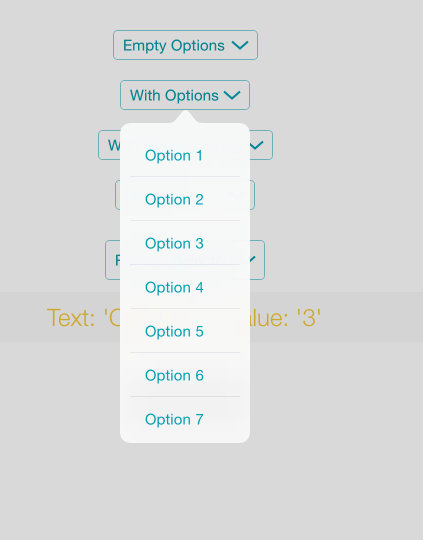 Empty Options
With Options
Option 1
Option 2
Option 3
Option 4
Text: 'O
alue: '3'
Option 5
Option 6
Option 7